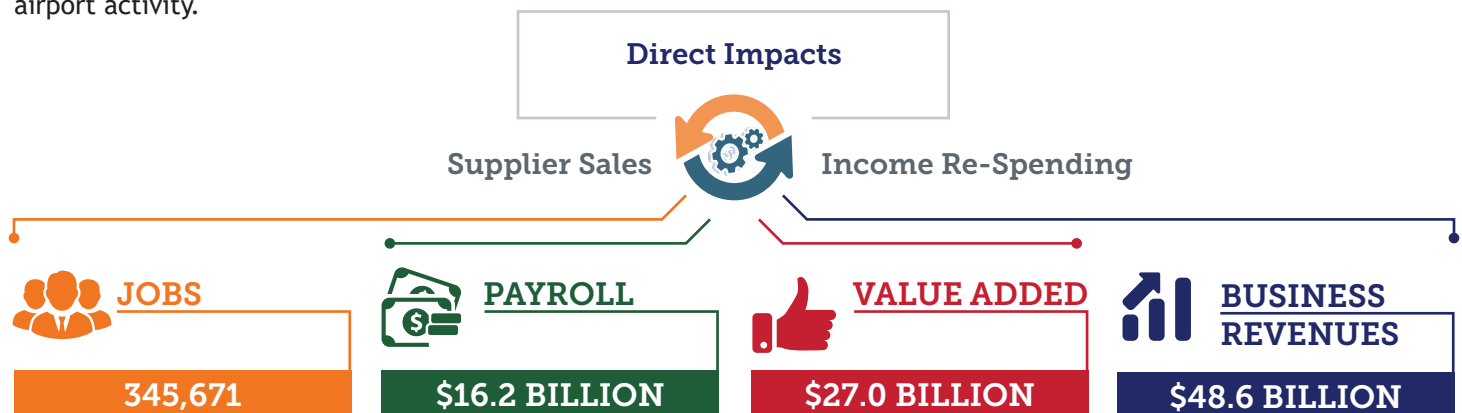 airport activity.
Direct Impacts
Supplier Sales
Income Re-Spending
JOBS
PAYROLL
VALUE ADDED
BUSINESS
REVENUES
345,671
$16.2 BILLION
$27.0 BILLION
$48.6 BILLION